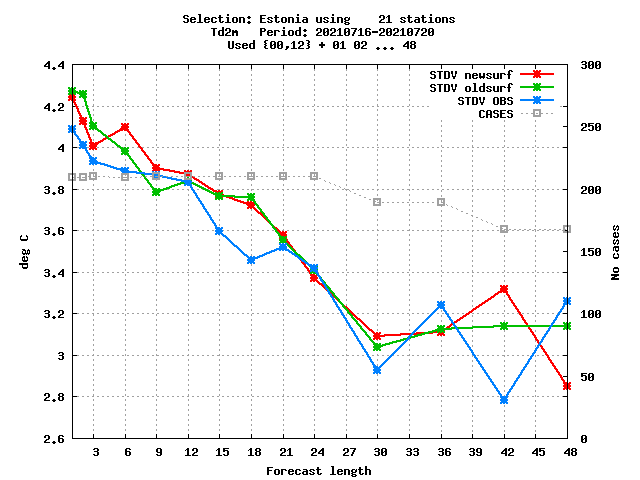 Selection: Estonia using    21 stations
Td2m   Period: 20210716-20210720
Used {00,12} + 01 02 ... 48
STDV newsurf
STDV oldsurf
STDV OBS
CASES
deg C
4.4
4.2
4
3.8
3.6
3.4
3.2
3
2.8
2.6
300
250
200
150
100
50
0
No cases
3 6 9 12 15 18 21 24 27 30 33 36 39 42 45 48
Forecast length